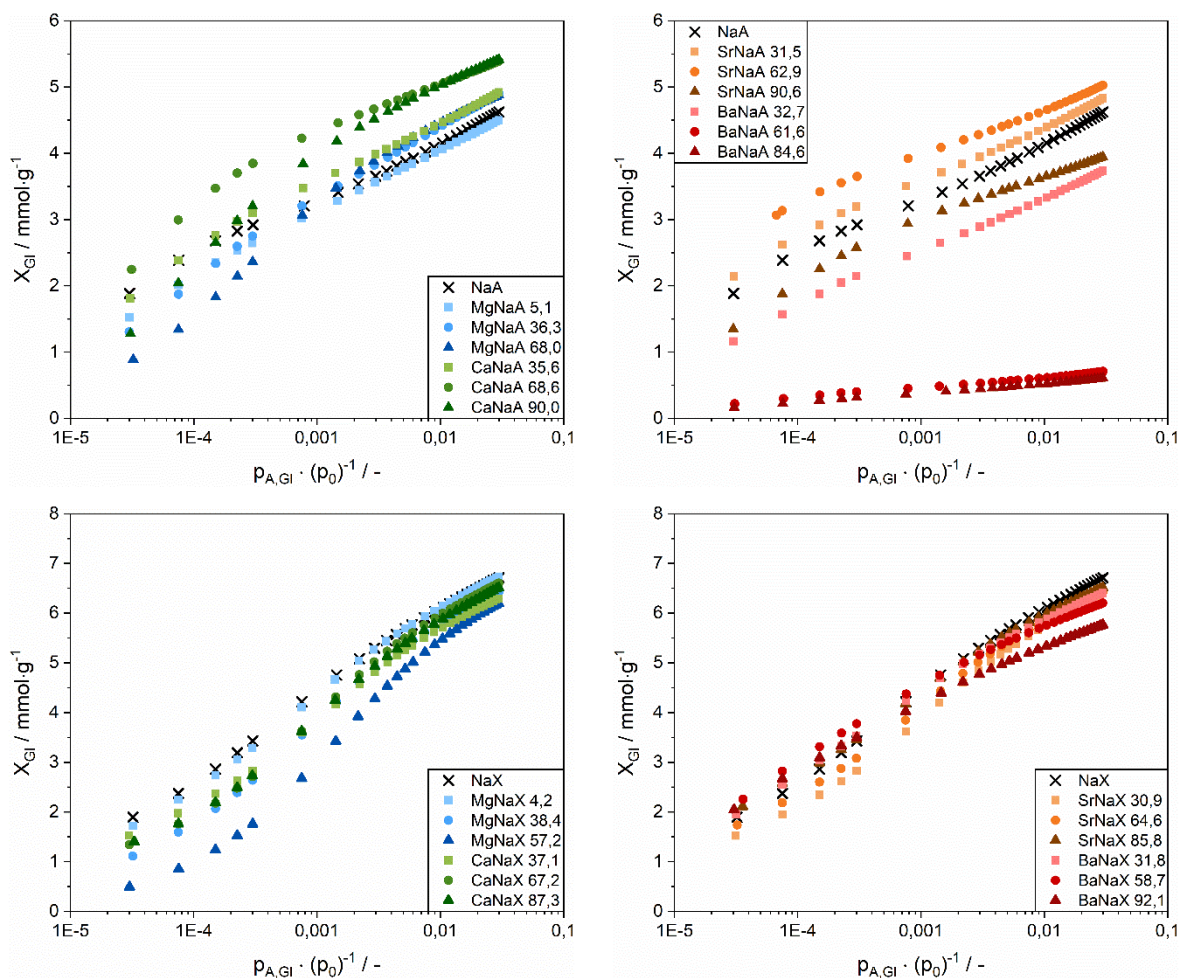 6
5
4
3
2
1
0
X_GI / mmol·g⁻¹
NaA
MgNaA 5,1
MgNaA 36,3
MgNaA 68,0
CaNaA 35,6
CaNaA 68,6
CaNaA 90,0
1E-5 1E-4 0,001 0,01 0,1
p_A,GI · (p₀)⁻¹ / -
6
5
4
3
2
1
0
X_GI / mmol·g⁻¹
NaA
SrNaA 31,5
SrNaA 62,9
SrNaA 90,6
BaNaA 32,7
BaNaA 61,6
BaNaA 84,6
1E-5 1E-4 0,001 0,01 0,1
p_A,GI · (p₀)⁻¹ / -
8
7
6
5
4
3
2
1
0
X_GI / mmol·g⁻¹
NaX
MgNaX 4,2
MgNaX 38,4
MgNaX 57,2
CaNaX 37,1
CaNaX 67,2
CaNaX 87,3
1E-5 1E-4 0,001 0,01 0,1
p_A,GI · (p₀)⁻¹ / -
8
7
6
5
4
3
2
1
0
X_GI / mmol·g⁻¹
NaX
SrNaX 30,9
SrNaX 64,6
SrNaX 85,8
BaNaX 31,8
BaNaX 58,7
BaNaX 92,1
1E-5 1E-4 0,001 0,01 0,1
p_A,GI · (p₀)⁻¹ / -